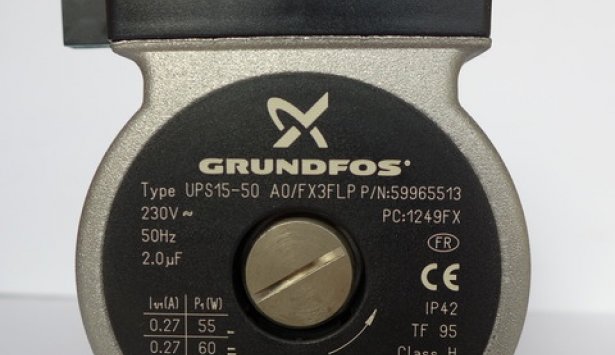 GRUNDFOS
Type UPS15-50 AO/FX3FLP P/N:59965513
230V~ PC:1249FX
50Hz FR
2.0µF CE
I1/1(A) P1(W) IP42
0.27 55 TF 95
0.27 60 Class H